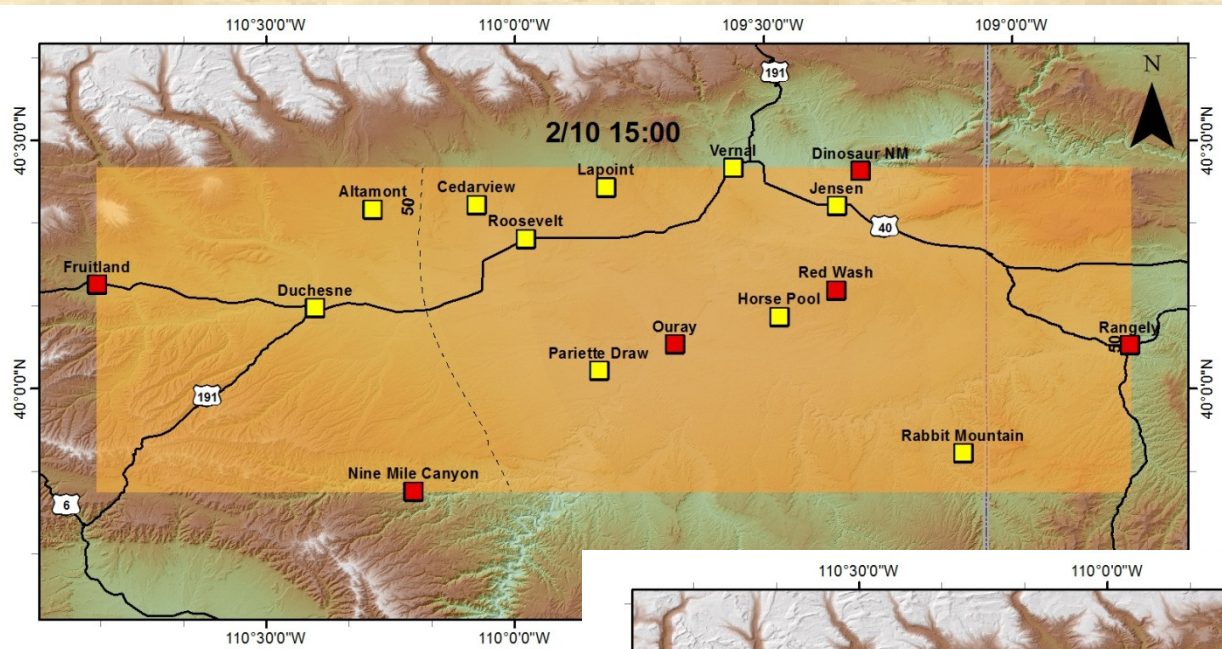 110°30'0"W 110°0'0"W 109°30'0"W 109°0'0"W
191
N
2/10 15:00
40°30'0"N 40°30'0"N
Vernal
Dinosaur NM
Lapoint
Altamont
Cedarview
Jensen
50
Roosevelt
40
Fruitland
Red Wash
Duchesne
Horse Pool
Ouray
Rangely
50
Pariette Draw
40°0'0"N 40°0'0"N
191
Rabbit Mountain
Nine Mile Canyon
6
110°30'0"W 110°0'0"W
110°30'0"W 110°0'0"W